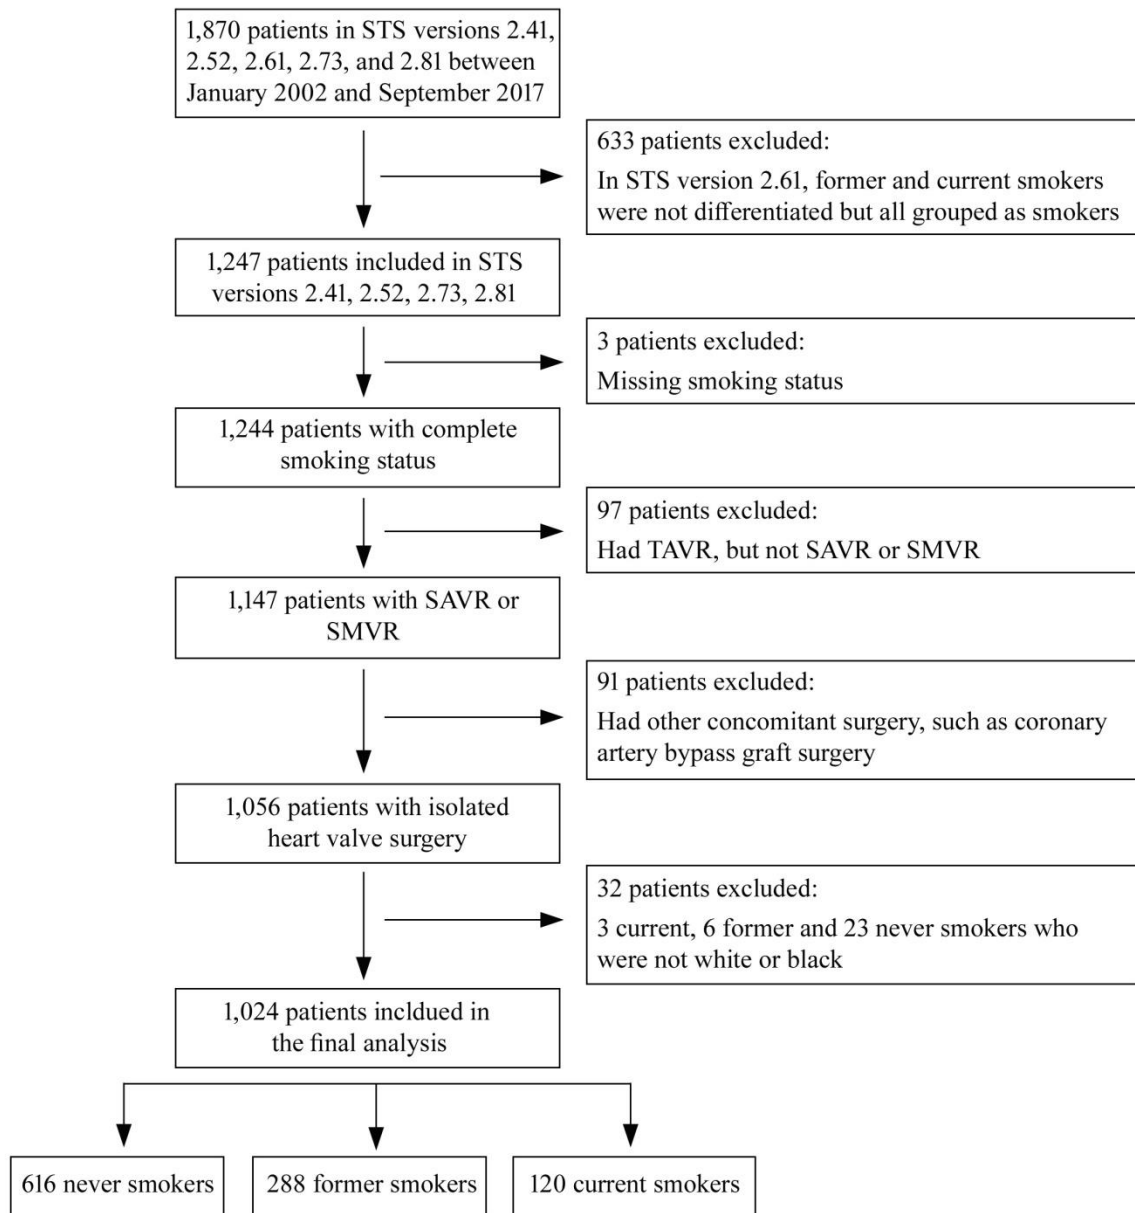 1,870 patients in STS versions 2.41,
2.52, 2.61, 2.73, and 2.81 between
January 2002 and September 2017
633 patients excluded:
In STS version 2.61, former and current smokers
were not differentiated but all grouped as smokers
1,247 patients included in STS
versions 2.41, 2.52, 2.73, 2.81
3 patients excluded:
Missing smoking status
1,244 patients with complete
smoking status
97 patients excluded:
Had TAVR, but not SAVR or SMVR
1,147 patients with SAVR or
SMVR
91 patients excluded:
Had other concomitant surgery, such as coronary
artery bypass graft surgery
1,056 patients with isolated
heart valve surgery
32 patients excluded:
3 current, 6 former and 23 never smokers who
were not white or black
1,024 patients incldued in
the final analysis
616 never smokers
288 former smokers
120 current smokers